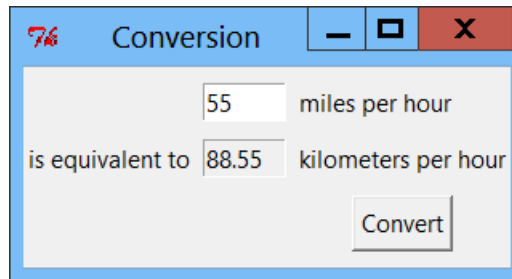 Conversion
55 miles per hour
is equivalent to 88.55 kilometers per hour
Convert